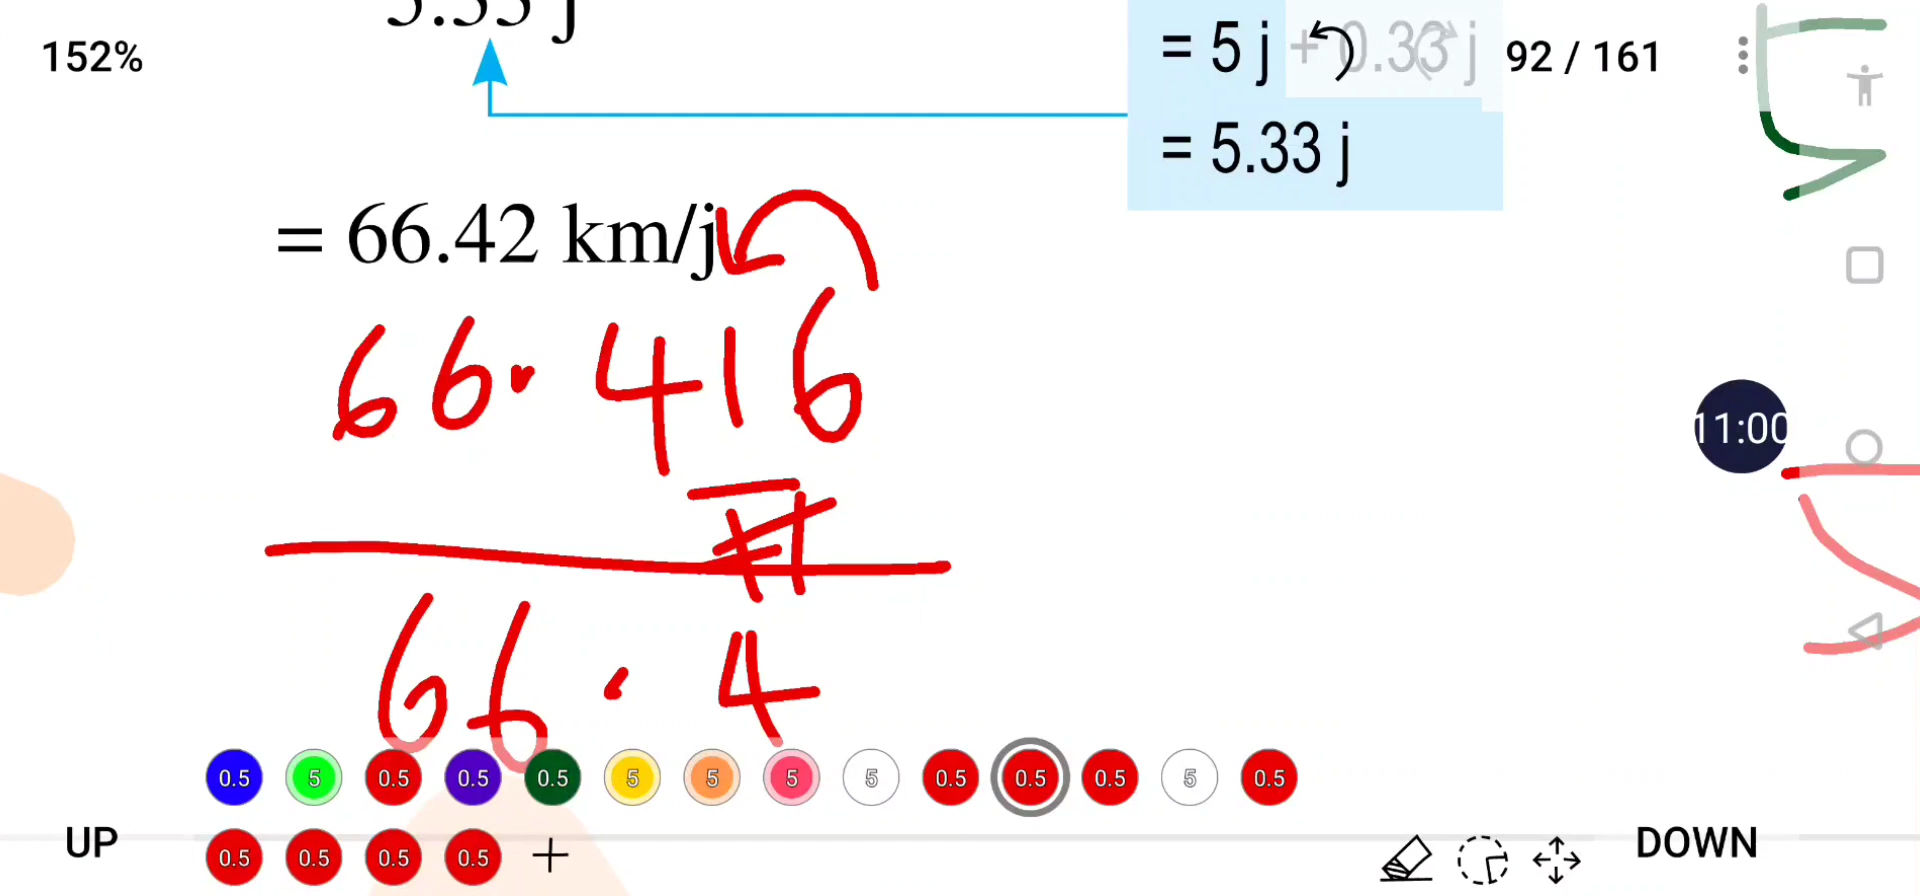 5.33 j
152%
= 5 j + 0.33 j
92 / 161
= 5.33 j
= 66.42 km/j
66.416
11:00
66.4
0.5 5 0.5 0.5 0.5 5 5 5 5 0.5 0.5 0.5 5 0.5
UP
0.5 0.5 0.5 0.5 +
DOWN